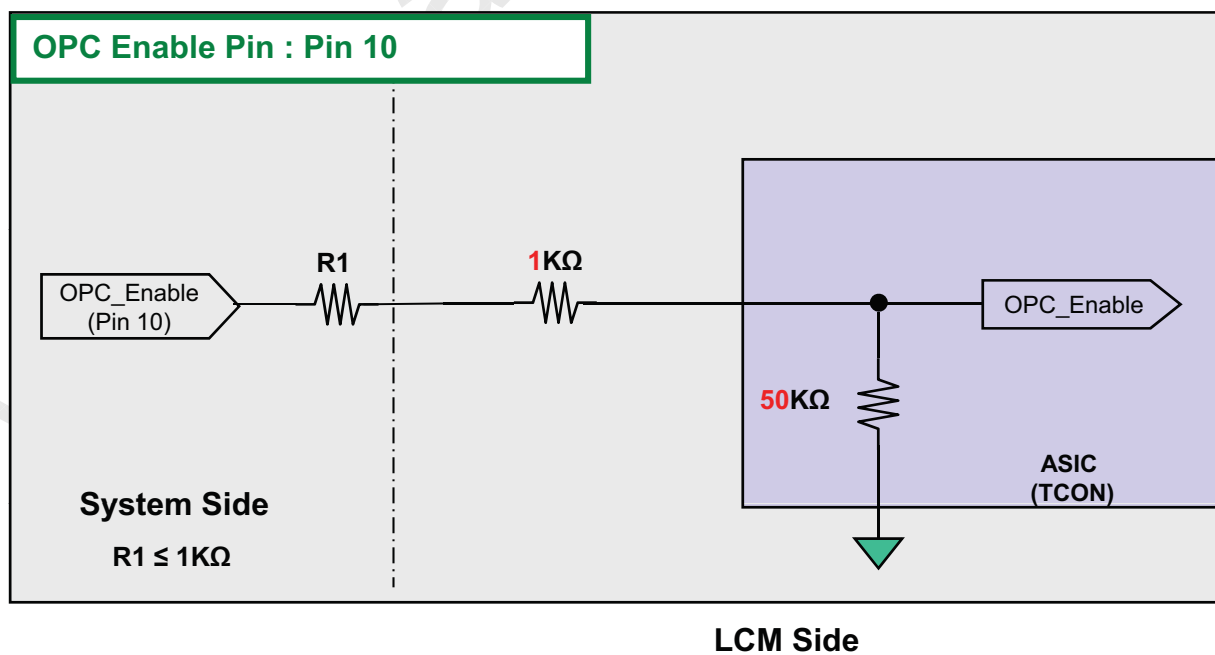 OPC Enable Pin : Pin 10
R1
1KΩ
OPC_Enable
(Pin 10)
OPC_Enable
50KΩ
ASIC
(TCON)
System Side
R1 ≤ 1KΩ
LCM Side